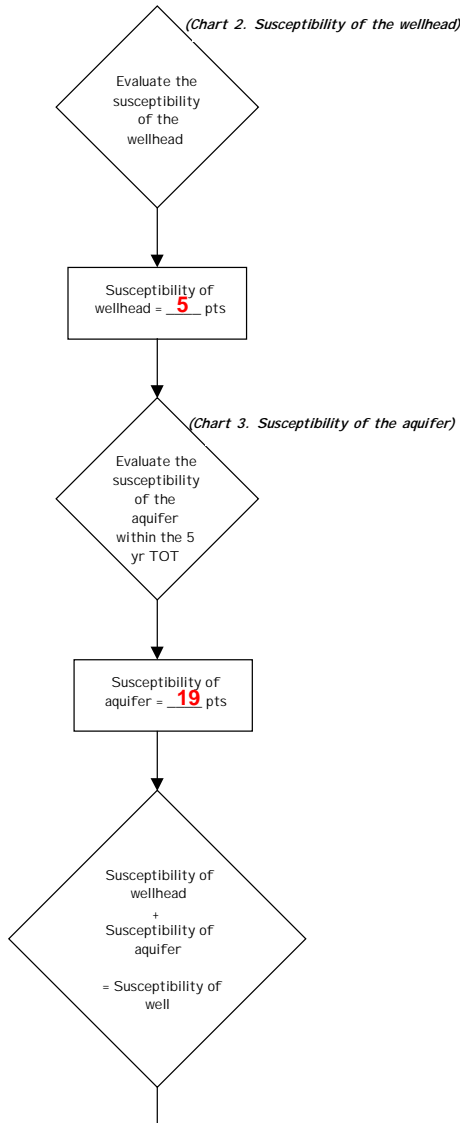 (Chart 2. Susceptibility of the wellhead)
Evaluate the
susceptibility
of the
wellhead
Susceptibility of
wellhead = __5__ pts
(Chart 3. Susceptibility of the aquifer)
Evaluate the
susceptibility
of the
aquifer
within the 5
yr TOT
Susceptibility of
aquifer = __19__ pts
Susceptibility of
wellhead
+
Susceptibility of
aquifer
= Susceptibility of
well